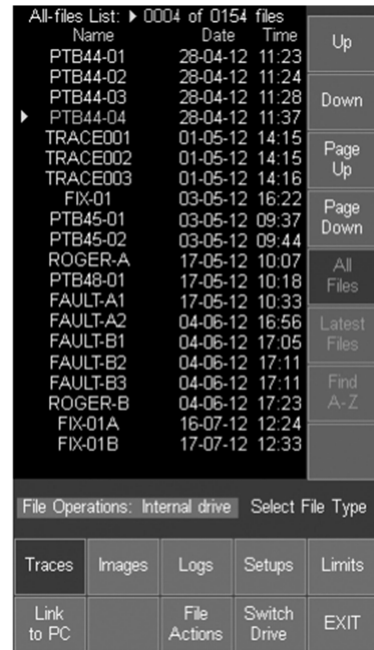 All-files List: ▶ 0004 of 0154 files
Name Date Time
PTB44-01 28-04-12 11:23
PTB44-02 28-04-12 11:24
PTB44-03 28-04-12 11:28
▶ PTB44-04 28-04-12 11:37
TRACE001 01-05-12 14:15
TRACE002 01-05-12 14:15
TRACE003 01-05-12 14:16
FIX-01 03-05-12 16:22
PTB45-01 03-05-12 09:37
PTB45-02 03-05-12 09:44
ROGER-A 17-05-12 10:07
PTB48-01 17-05-12 10:18
FAULT-A1 17-05-12 10:33
FAULT-A2 04-06-12 16:56
FAULT-B1 04-06-12 17:05
FAULT-B2 04-06-12 17:11
FAULT-B3 04-06-12 17:11
ROGER-B 04-06-12 17:23
FIX-01A 16-07-12 12:24
FIX-01B 17-07-12 12:33
Up
Down
Page
Up
Page
Down
All
Files
Latest
Files
Find
A-Z
File Operations: Internal drive Select File Type
Traces Images Logs Setups Limits
Link
to PC
File
Actions
Switch
Drive
EXIT